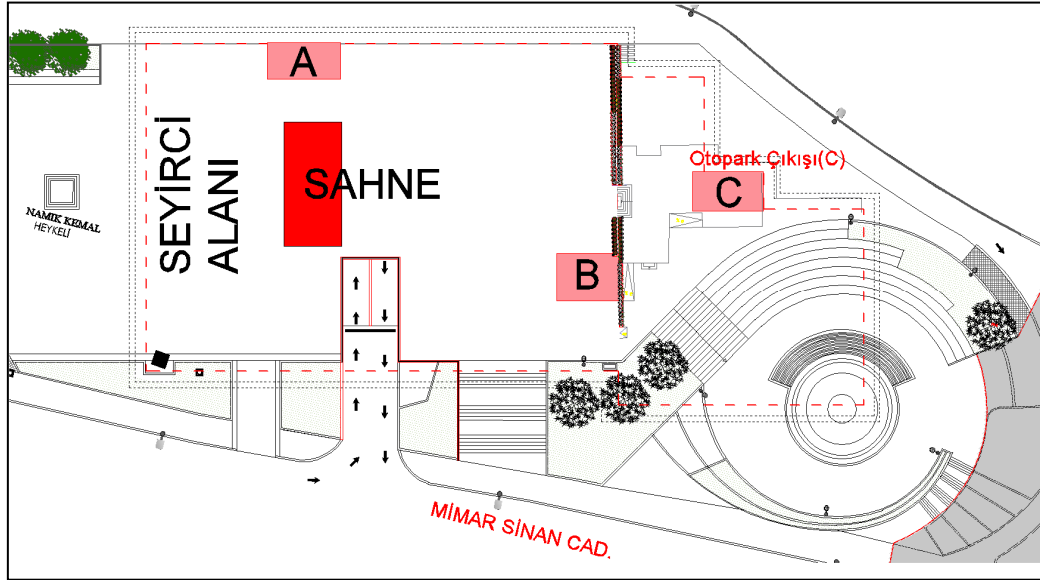 A
SEYİRCİ
ALANI
SAHNE
Otopark Çıkışı(C)
C
NAMIK KEMAL
HEYKELİ
B
MİMAR SİNAN CAD.